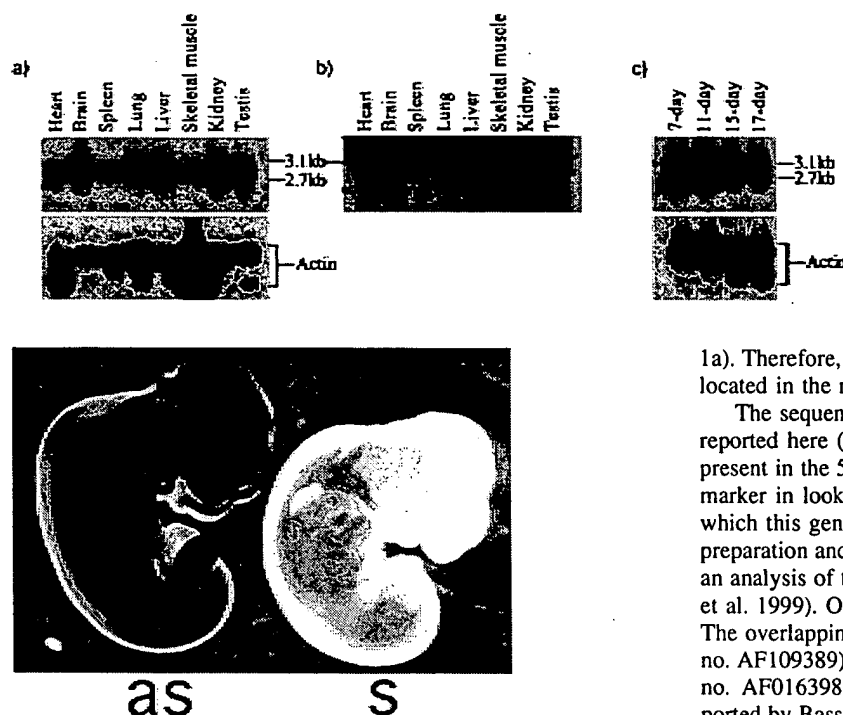 a)
Heart
Brain
Spleen
Lung
Liver
Skeletal muscle
Kidney
Testis
3.1kb
2.7kb
Actin
b)
Heart
Brain
Spleen
Lung
Liver
Skeletal muscle
Kidney
Testis
c)
7-day
11-day
15-day
17-day
3.1kb
2.7kb
Actin
as
s
1a). Therefore,
located in the
The sequen
reported here (
present in the 5
marker in look
which this gen
preparation and
an analysis of
et al. 1999). O
The overlappin
no. AF109389)
no. AF016398
ported by Bass